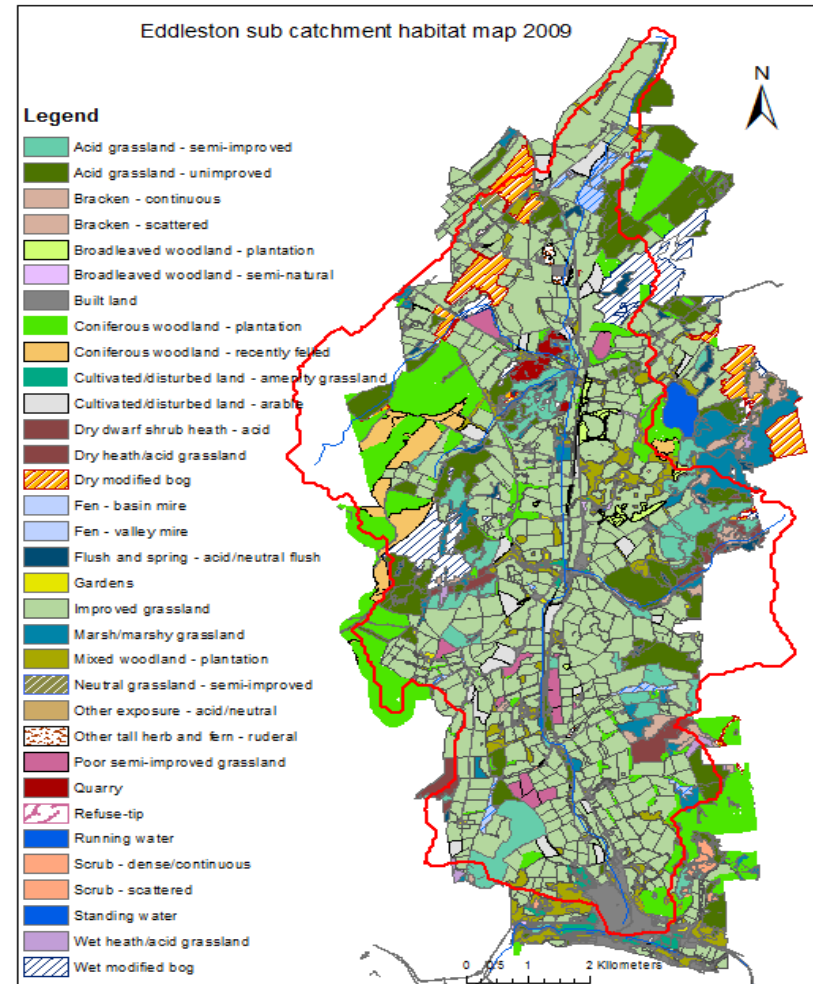 Eddleston sub catchment habitat map 2009
N
Legend
Acid grassland - semi-improved
Acid grassland - unimproved
Bracken - continuous
Bracken - scattered
Broadleaved woodland - plantation
Broadleaved woodland - semi-natural
Built land
Coniferous woodland - plantation
Coniferous woodland - recently felled
Cultivated/disturbed land - amenity grassland
Cultivated/disturbed land - arable
Dry dwarf shrub heath - acid
Dry heath/acid grassland
Dry modified bog
Fen - basin mire
Fen - valley mire
Flush and spring - acid/neutral flush
Gardens
Improved grassland
Marsh/marshy grassland
Mixed woodland - plantation
Neutral grassland - semi-improved
Other exposure - acid/neutral
Other tall herb and fern - ruderal
Poor semi-improved grassland
Quarry
Refuse-tip
Running water
Scrub - dense/continuous
Scrub - scattered
Standing water
Wet heath/acid grassland
Wet modified bog
0 0.5 1 2 Kilometers